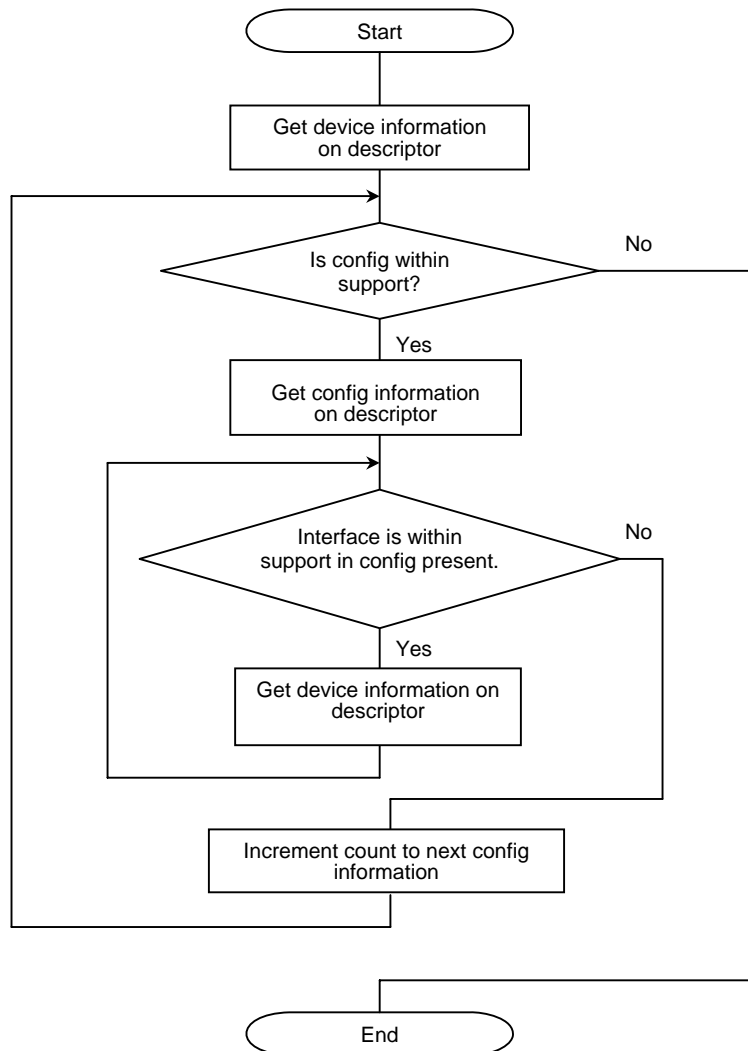 Start
Get device information
on descriptor
Is config within
support?
No
Yes
Get config information
on descriptor
Interface is within
support in config present.
No
Yes
Get device information on
descriptor
Increment count to next config
information
End